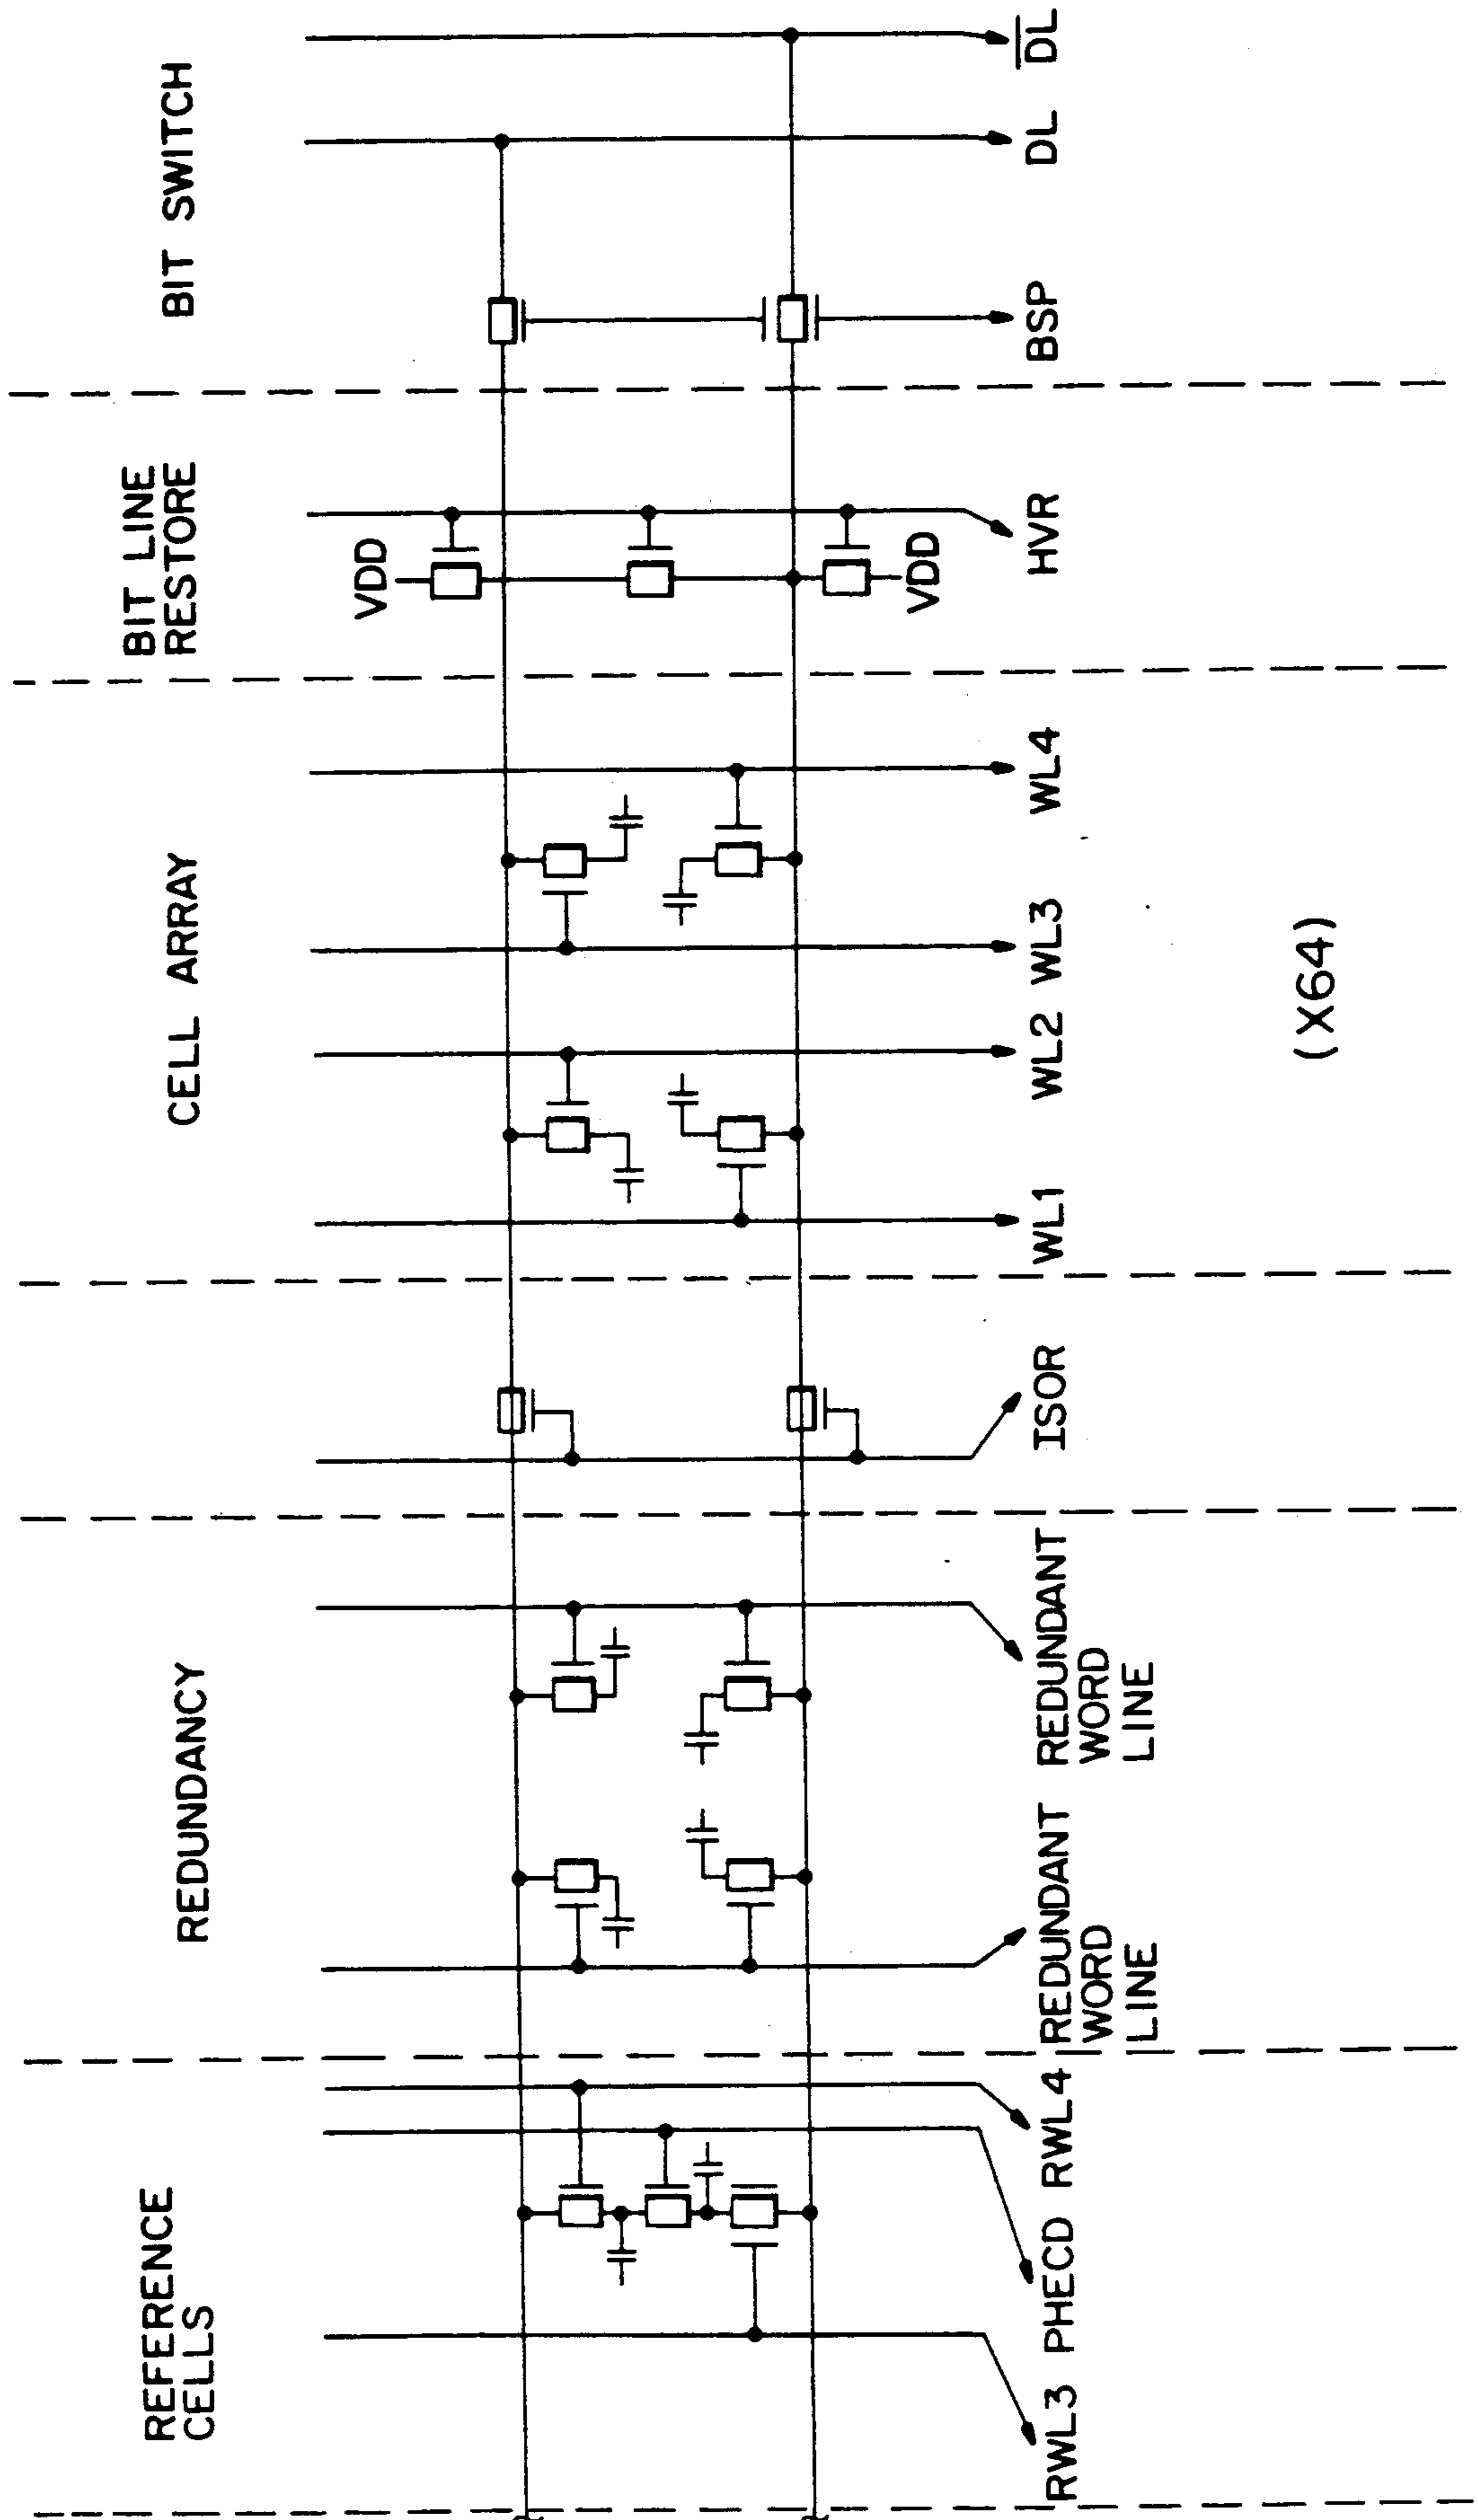 REFERENCE
CELLS
REDUNDANCY
CELL ARRAY
BIT LINE
RESTORE
BIT SWITCH
VDD
VDD
RWL3
PHECD
RWL4
REDUNDANT
WORD
LINE
REDUNDANT
WORD
LINE
ISOR
WL1
WL2
WL3
WL4
HVR
BSP
DL
D̅L̅
(X64)